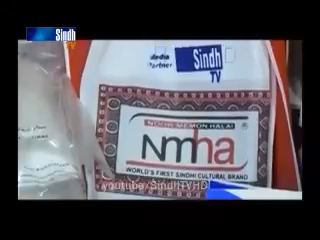 Sindh
TV
Media
Partner
Sindh
TV
NOOR MEMON HALAI
nmha
WORLD'S FIRST SINDHI CULTURAL BRAND
youtube/SindhTVHD